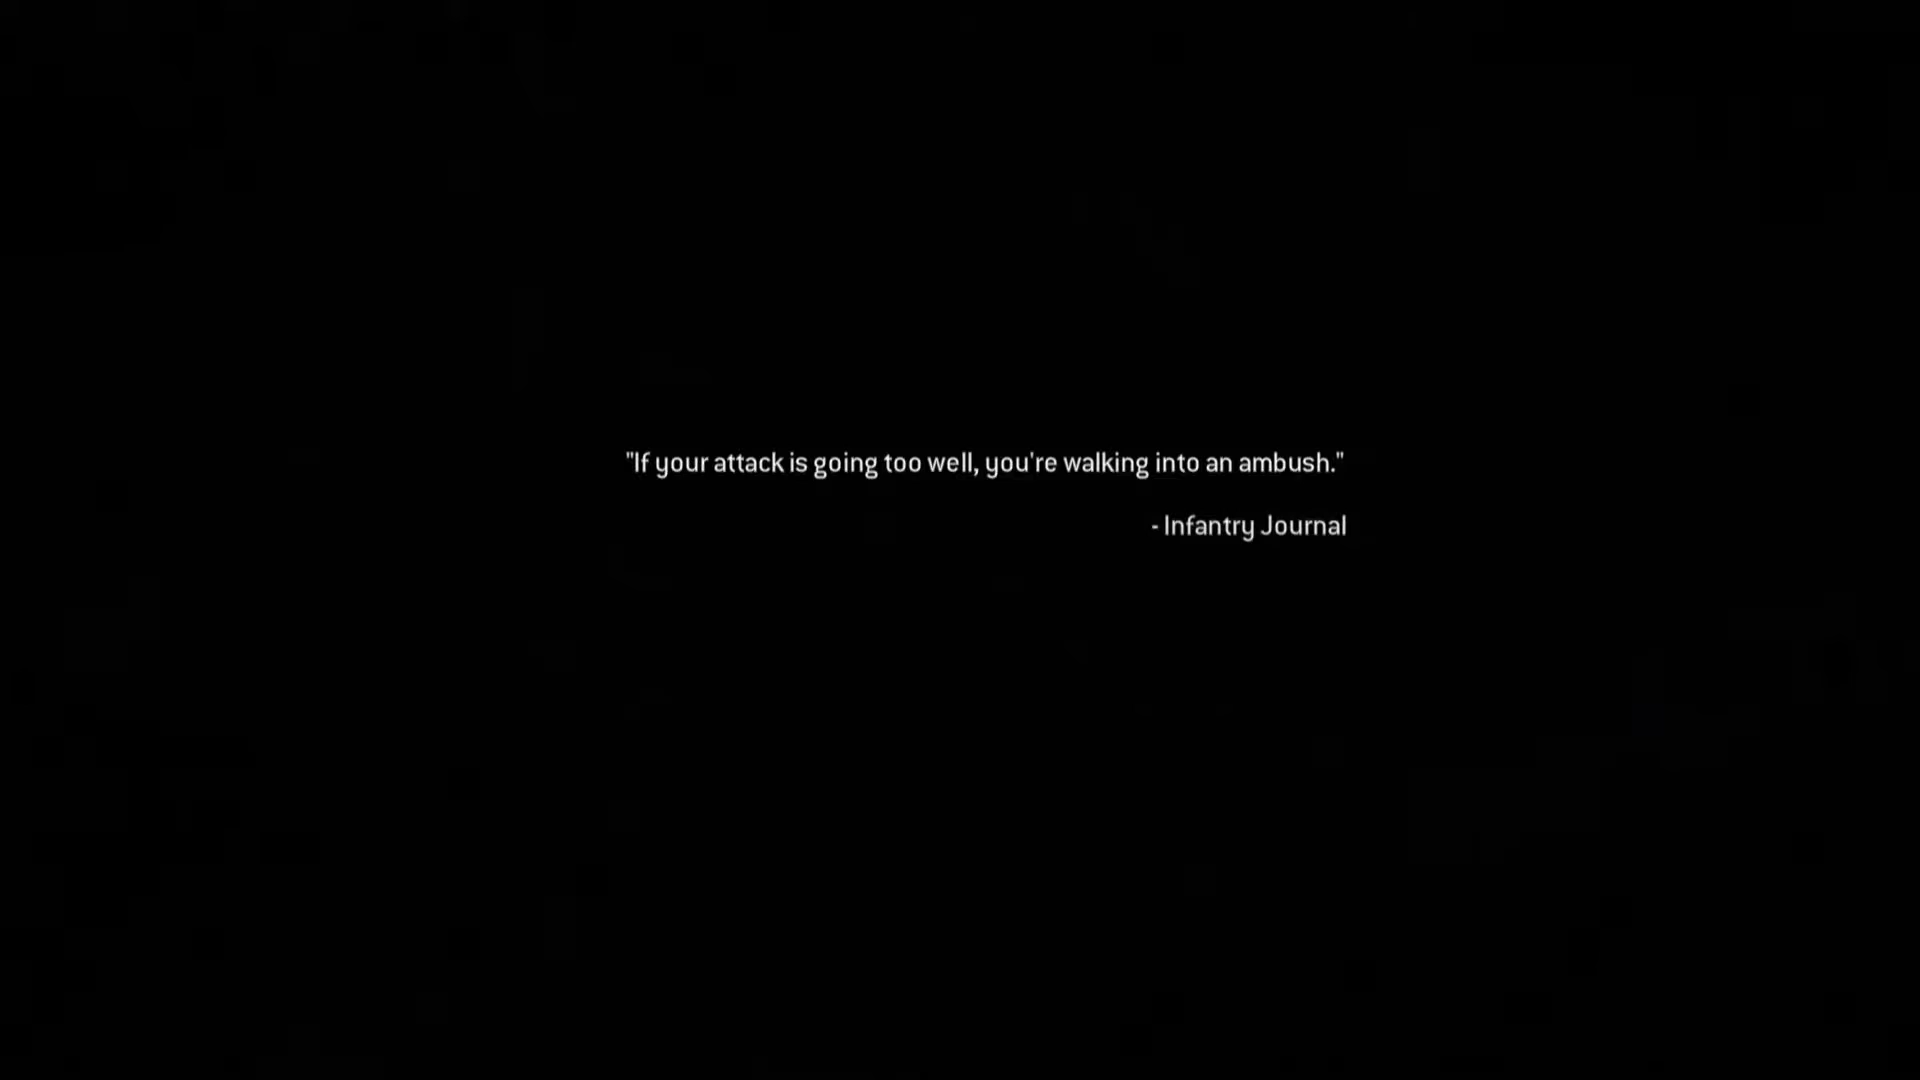 "If your attack is going too well, you're walking into an ambush."
- Infantry Journal